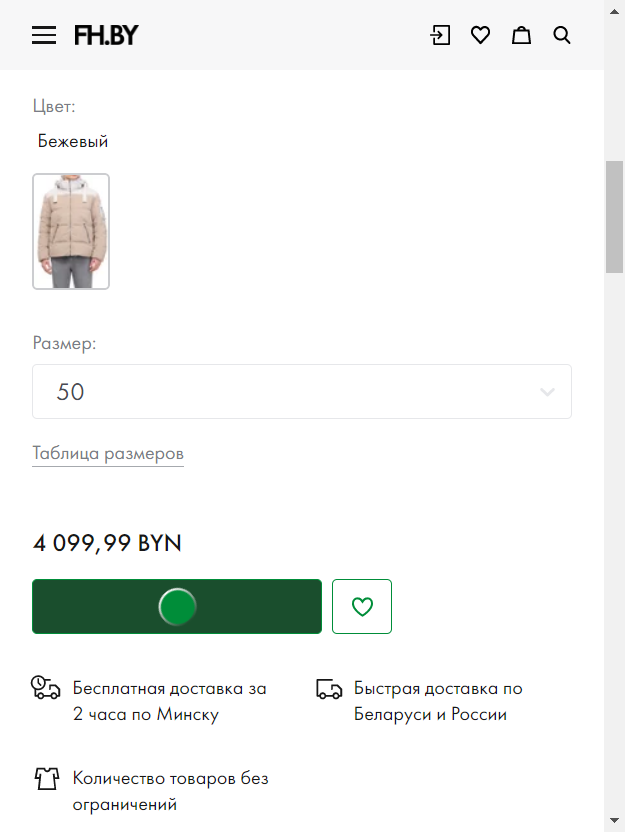 FH.BY
Цвет:
Бежевый
Размер:
50
Таблица размеров
4 099,99 BYN
Бесплатная доставка за
2 часа по Минску
Быстрая доставка по
Беларуси и России
Количество товаров без
ограничений